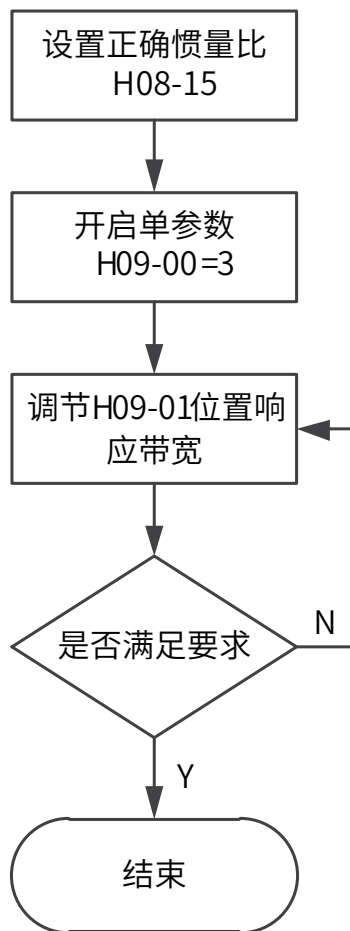 设置正确惯量比
H08-15
开启单参数
H09-00=3
调节H09-01位置响
应带宽
是否满足要求
N
Y
结束